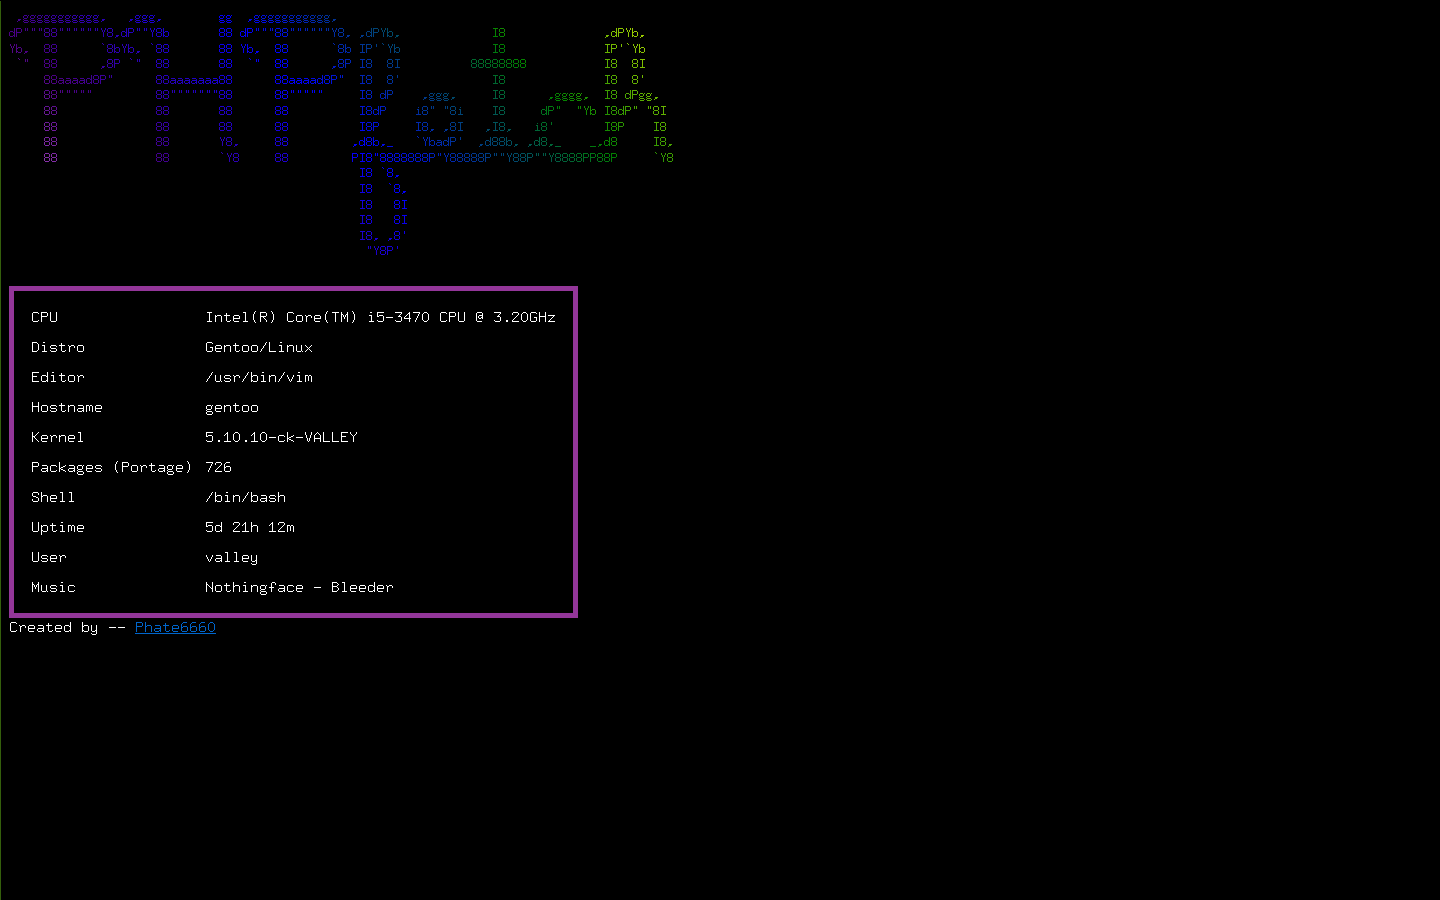 PHPfetch
CPU Intel(R) Core(TM) i5-3470 CPU @ 3.20GHz
Distro Gentoo/Linux
Editor /usr/bin/vim
Hostname gentoo
Kernel 5.10.10-ck-VALLEY
Packages (Portage) 726
Shell /bin/bash
Uptime 5d 21h 12m
User valley
Music Nothingface - Bleeder
Created by -- Phate6660